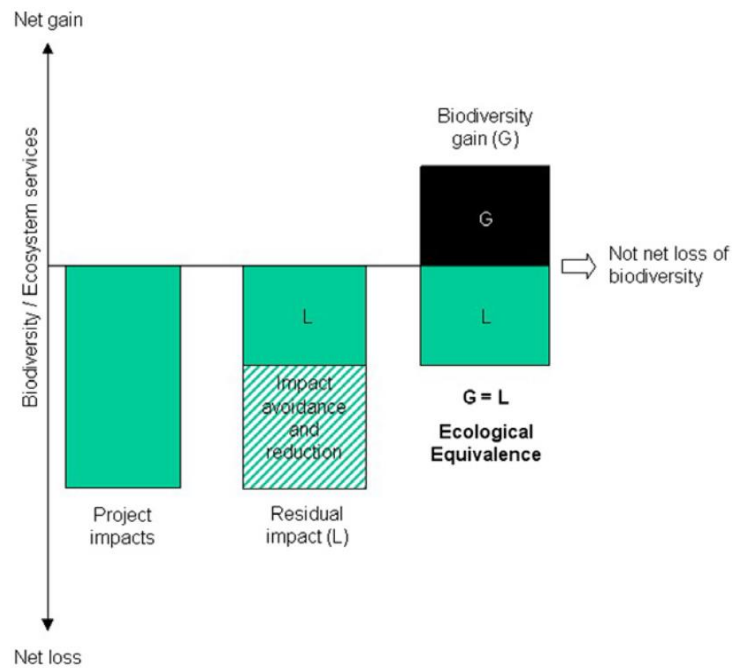 Net gain
Biodiversity / Ecosystem services
Biodiversity
gain (G)
G
Not net loss of
biodiversity
L
L
Impact
avoidance
and
reduction
G = L
Ecological
Equivalence
Project
impacts
Residual
impact (L)
Net loss